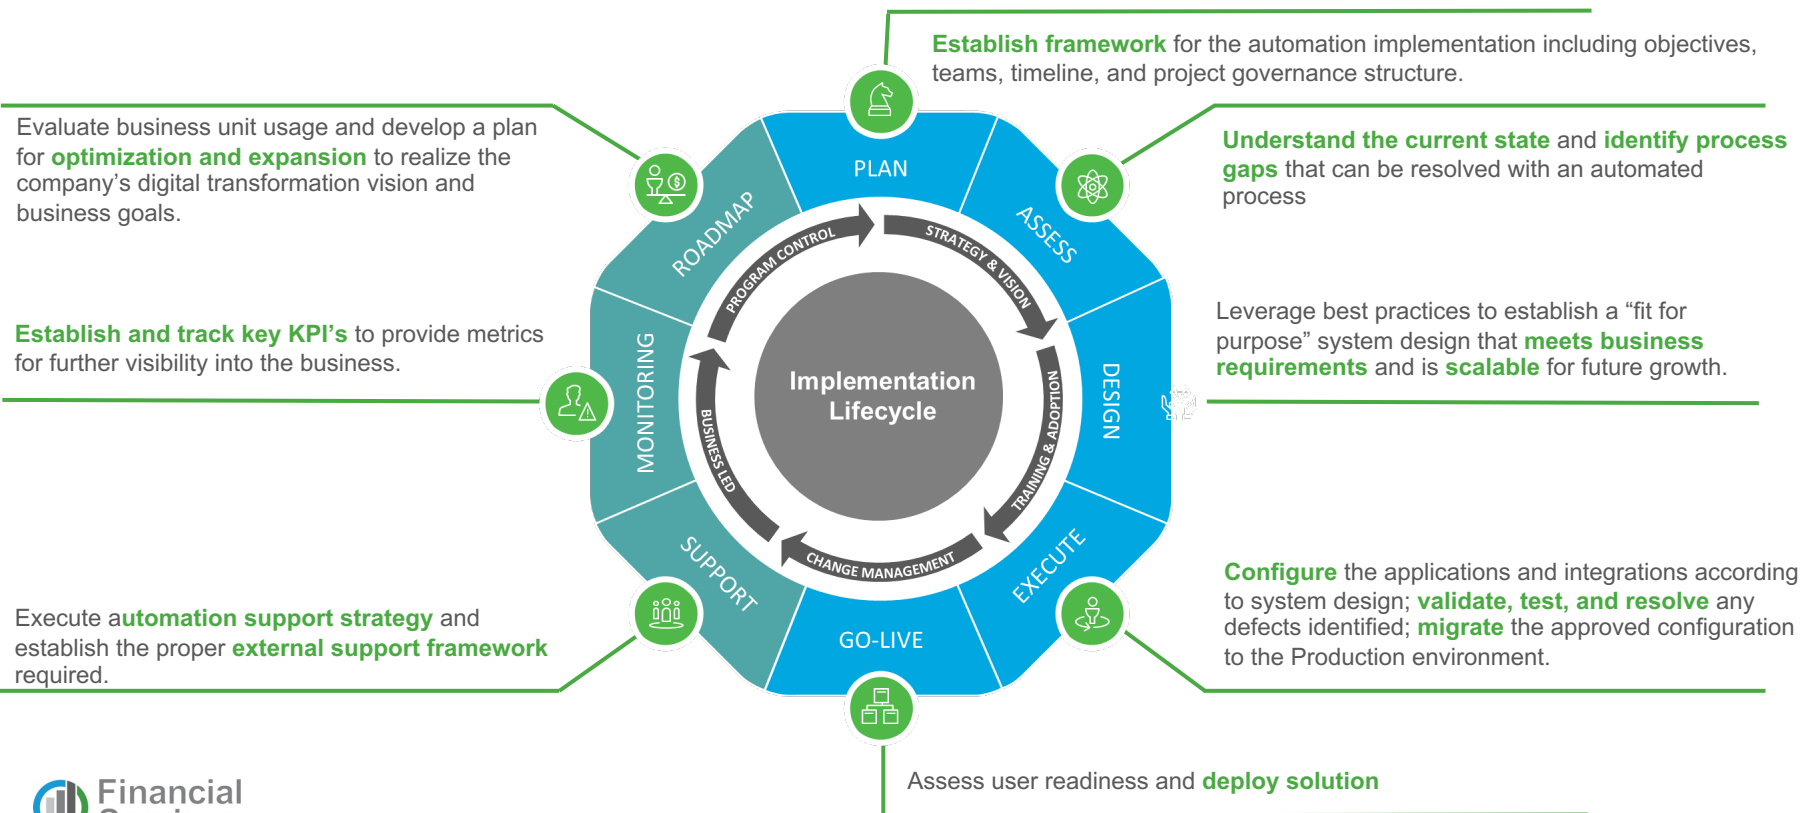 Establish framework for the automation implementation including objectives,
teams, timeline, and project governance structure.
Understand the current state and identify process
gaps that can be resolved with an automated
process
Leverage best practices to establish a “fit for
purpose” system design that meets business
requirements and is scalable for future growth.
Configure the applications and integrations according
to system design; validate, test, and resolve any
defects identified; migrate the approved configuration
to the Production environment.
Assess user readiness and deploy solution
Execute automation support strategy and
establish the proper external support framework
required.
Establish and track key KPI’s to provide metrics
for further visibility into the business.
Evaluate business unit usage and develop a plan
for optimization and expansion to realize the
company’s digital transformation vision and
business goals.
PLAN
ASSESS
DESIGN
EXECUTE
GO-LIVE
SUPPORT
MONITORING
ROADMAP
STRATEGY & VISION
TRAINING & ADOPTION
CHANGE MANAGEMENT
BUSINESS LED
PROGRAM CONTROL
Implementation
Lifecycle
Financial